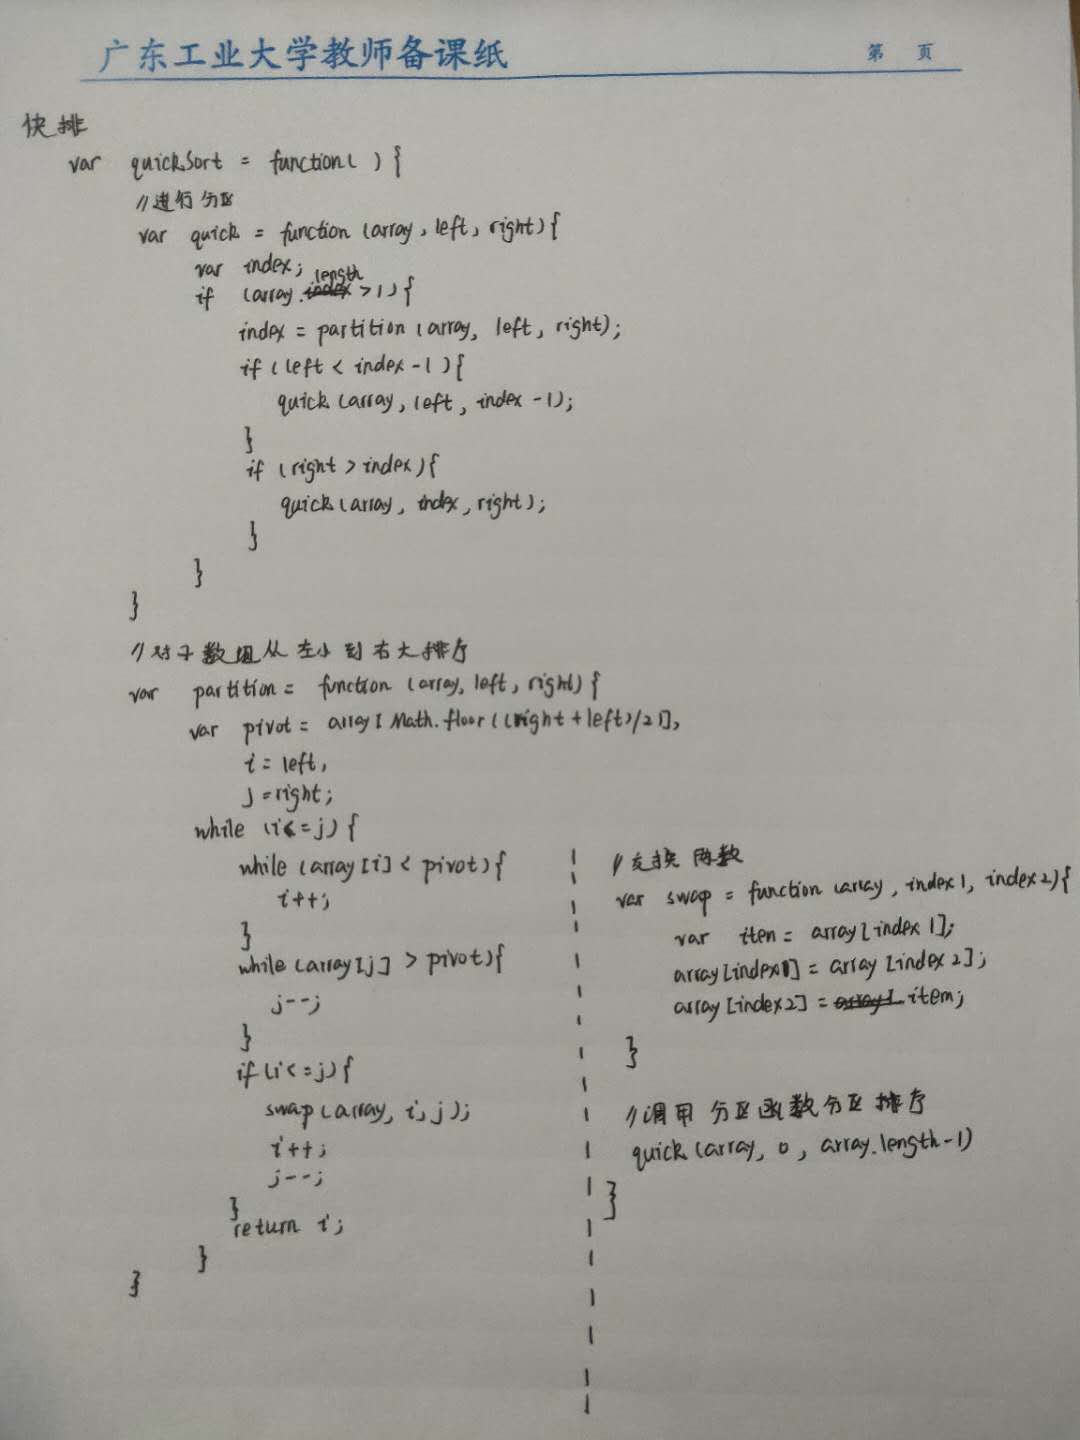 广东工业大学教师备课纸
第 页
快排
var quickSort = function( ) {
//进行分区
var quick = function (array, left, right){
var index;
if (array.length >1){
index = partition (array, left, right);
if (left < index -1){
quick (array, left, index -1);
}
if (right > index){
quick (array, index, right);
}
}
}
//对于数组从左小到右大排序
var partition = function (array, left, right) {
var pivot = array[ Math.floor((right + left)/2)],
i = left,
j = right;
while (i<=j) {
while (array[i] < pivot){
i++;
}
while (array[j] > pivot){
j--;
}
if(i<=j){
swap(array, i, j);
i++;
j--;
}
return i;
}
}
//交换两数
var swap = function (array, index1, index2){
var iten = array[index1];
array[index1] = array[index2];
array[index2] = item;
}
//调用分区函数分区排序
quick (array, 0, array.length-1)
}